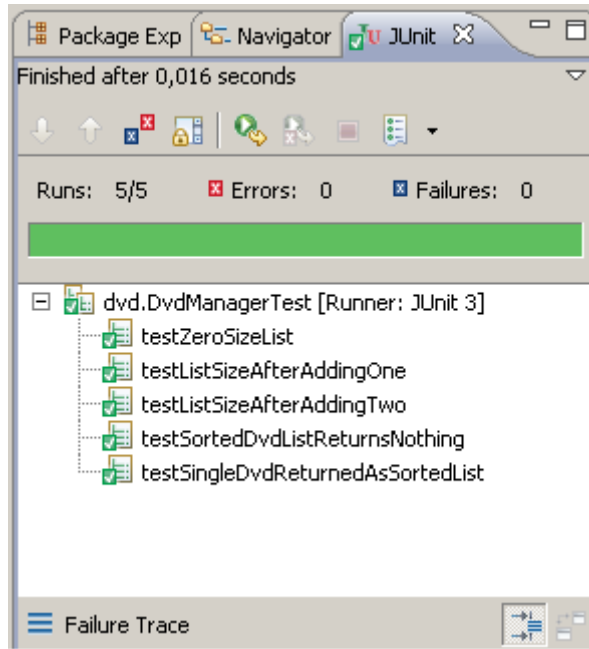 Package Exp Navigator JUnit
Finished after 0,016 seconds
Runs: 5/5 Errors: 0 Failures: 0
dvd.DvdManagerTest [Runner: JUnit 3]
testZeroSizeList
testListSizeAfterAddingOne
testListSizeAfterAddingTwo
testSortedDvdListReturnsNothing
testSingleDvdReturnedAsSortedList
Failure Trace